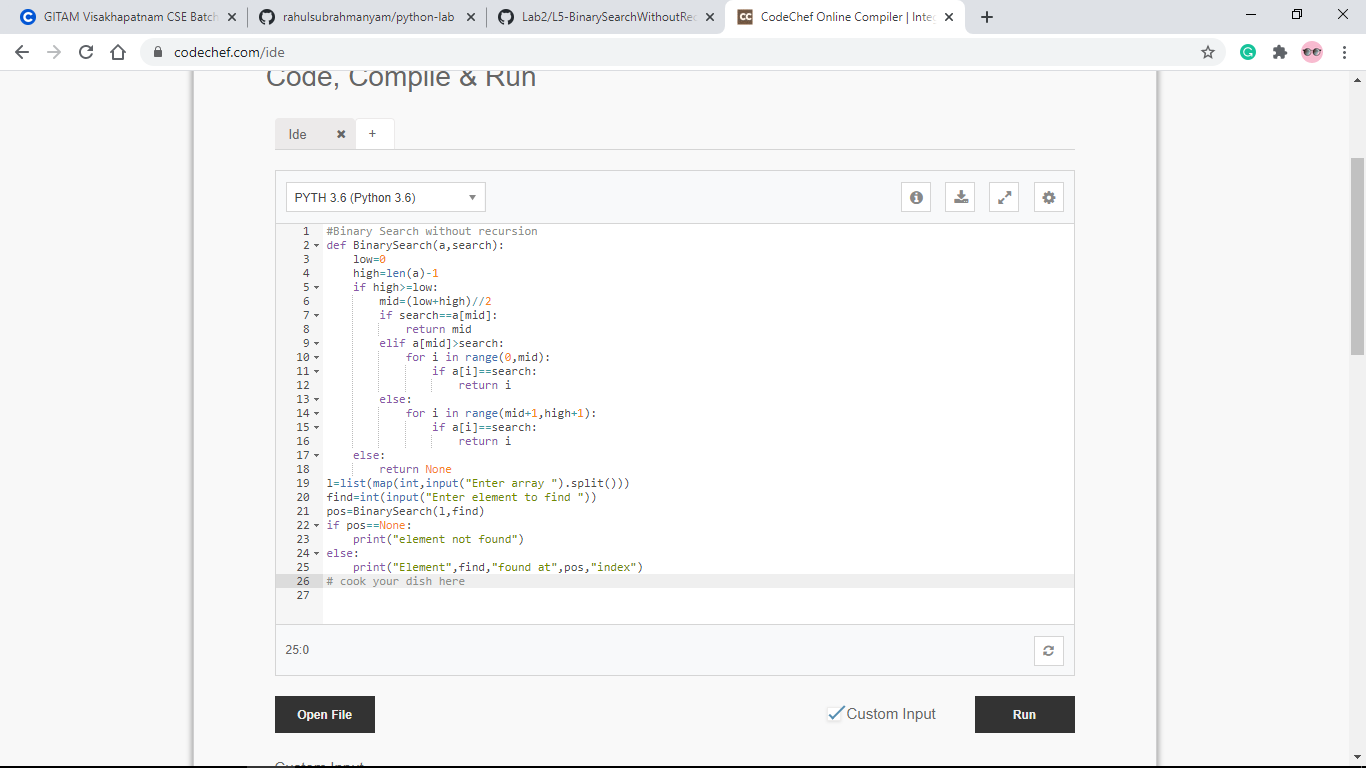 GITAM Visakhapatnam CSE Batch
rahulsubrahmanyam/python-lab
Lab2/L5-BinarySearchWithoutRec
CodeChef Online Compiler | Inte
codechef.com/ide
Code, Compile & Run
Ide
+
PYTH 3.6 (Python 3.6)
1 #Binary Search without recursion
2 def BinarySearch(a,search):
3     low=0
4     high=len(a)-1
5     if high>=low:
6         mid=(low+high)//2
7         if search==a[mid]:
8             return mid
9         elif a[mid]>search:
10             for i in range(0,mid):
11                 if a[i]==search:
12                     return i
13         else:
14             for i in range(mid+1,high+1):
15                 if a[i]==search:
16                     return i
17     else:
18         return None
19 l=list(map(int,input("Enter array ").split()))
20 find=int(input("Enter element to find "))
21 pos=BinarySearch(l,find)
22 if pos==None:
23     print("element not found")
24 else:
25     print("Element",find,"found at",pos,"index")
26 # cook your dish here
27
25:0
Open File
Custom Input
Run
Custom Input